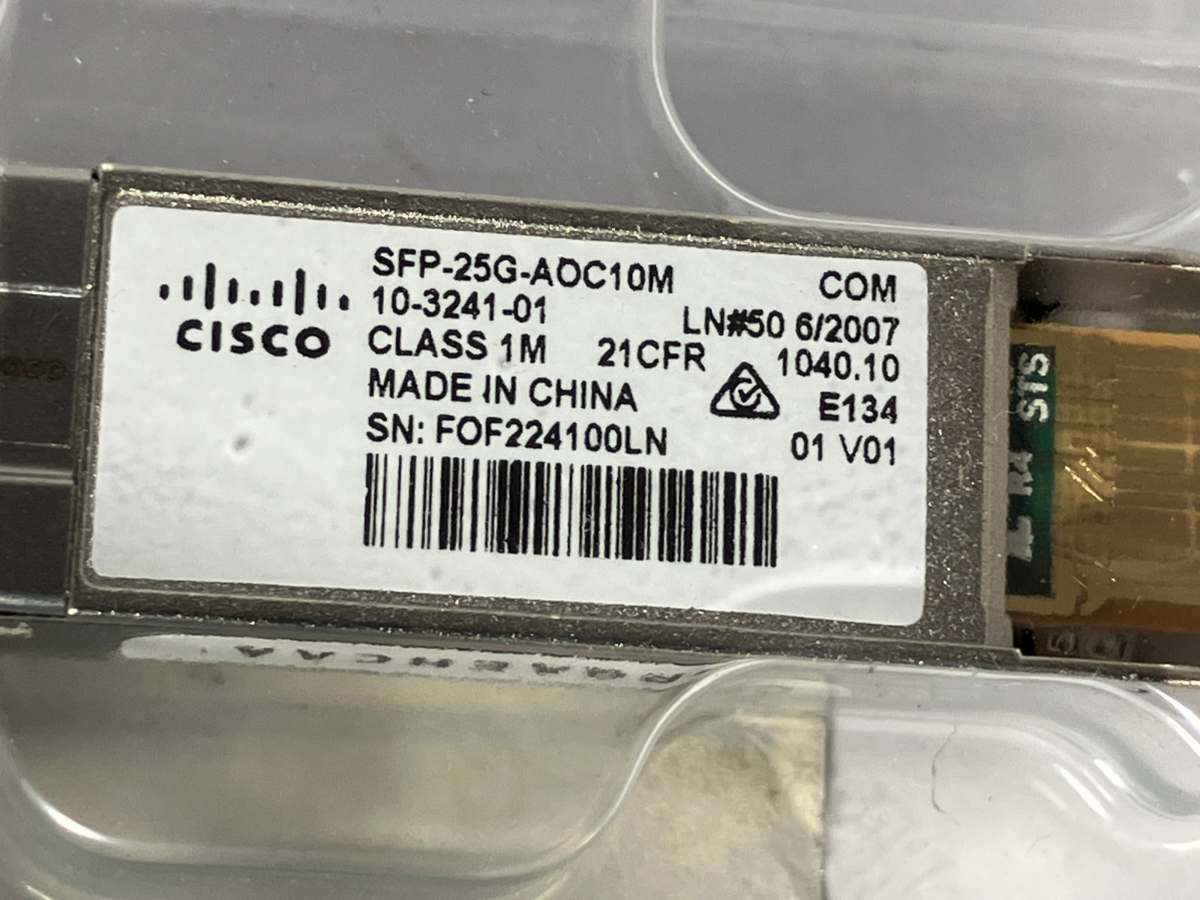 CISCO
SFP-25G-AOC10M COM
10-3241-01 LN#50 6/2007
CLASS 1M 21CFR 1040.10
MADE IN CHINA E134
SN: FOF224100LN 01 V01